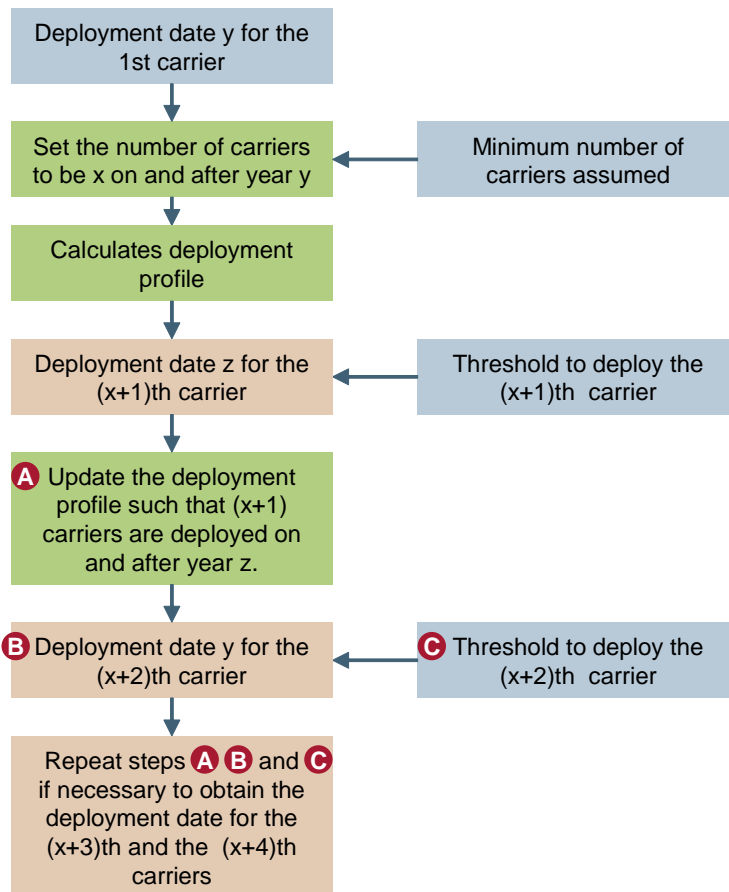 Deployment date y for the
1st carrier
Set the number of carriers
to be x on and after year y
Minimum number of
carriers assumed
Calculates deployment
profile
Deployment date z for the
(x+1)th carrier
Threshold to deploy the
(x+1)th carrier
A Update the deployment
profile such that (x+1)
carriers are deployed on
and after year z.
B Deployment date y for the
(x+2)th carrier
C Threshold to deploy the
(x+2)th carrier
Repeat steps A B and C
if necessary to obtain the
deployment date for the
(x+3)th and the (x+4)th
carriers